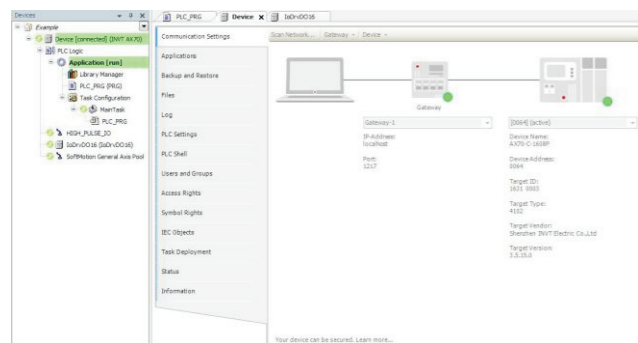 Devices
Example
Device [connected] (INVT AX70)
PLC Logic
Application [run]
Library Manager
PLC_PRG (PRG)
Task Configuration
MainTask
PLC_PRG
HIGH_PULSE_IO
IoDrvDO16 (IoDrvDO16)
SoftMotion General Axis Pool
PLC_PRG
Device
IoDrvDO16
Communication Settings
Applications
Backup and Restore
Files
Log
PLC Settings
PLC Shell
Users and Groups
Access Rights
Symbol Rights
IEC Objects
Task Deployment
Status
Information
Scan Network... Gateway Device
Gateway
Gateway-1
IP-Address:
localhost
Port:
1217
[0064] (active)
Device Name:
AX70-C-1608P
Device Address:
0064
Target ID:
1621 0003
Target Type:
4102
Target Vendor:
Shenzhen INVT Electric Co.,Ltd
Target Version:
3.5.15.0
Your device can be secured. Learn more...